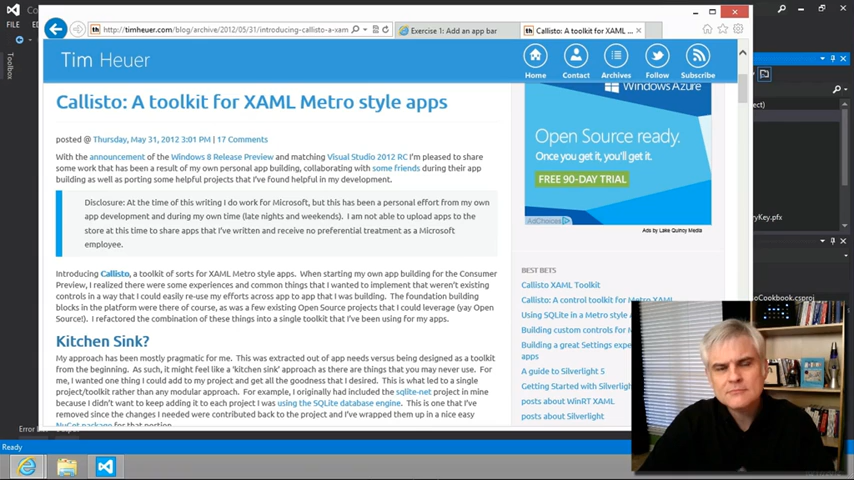 FILE
http://timheuer.com/blog/archive/2012/05/31/introducing-callisto-a-xam
Exercise 1: Add an app bar
Callisto: A toolkit for XAML ...
Toolbox
Tim Heuer
Home
Contact
Archives
Follow
Subscribe
Callisto: A toolkit for XAML Metro style apps
posted @ Thursday, May 31, 2012 3:01 PM | 17 Comments
With the announcement of the Windows 8 Release Preview and matching Visual Studio 2012 RC I'm pleased to share
some work that has been a result of my own personal app building, collaborating with some friends during their app
building as well as porting some helpful projects that I've found helpful in my development.
Disclosure: At the time of this writing I do work for Microsoft, but this has been a personal effort from my own
app development and during my own time (late nights and weekends). I am not able to upload apps to the
store at this time to share apps that I've written and receive no preferential treatment as a Microsoft
employee.
Introducing Callisto, a toolkit of sorts for XAML Metro style apps. When starting my own app building for the Consumer
Preview, I realized there were some experiences and common things that I wanted to implement that weren't existing
controls in a way that I could easily re-use my efforts across app to app that I was building. The foundation building
blocks in the platform were there of course, as was a few existing Open Source projects that I could leverage (yay Open
Source!). I refactored the combination of these things into a single toolkit that I've been using for my apps.
Kitchen Sink?
My approach has been mostly pragmatic for me. This was extracted out of app needs versus being designed as a toolkit
from the beginning. As such, it might feel like a 'kitchen sink' approach as there are things that you may never use. For
me, I wanted one thing I could add to my project and get all the goodness that I desired. This is what led to a single
project/toolkit rather than any modular approach. For example, I originally had included the sqlite-net project in mine
because I didn't want to keep adding it to each project I was using the SQLite database engine. This is one that I've
removed since the changes I needed were contributed back to the project and I've wrapped them up in a nice easy
NuGet package for that portion.
Windows Azure
Open Source ready.
Once you get it, you'll get it.
FREE 90-DAY TRIAL
AdChoices
Ads by Lake Quincy Media
BEST BETS
Callisto XAML Toolkit
Callisto: A control toolkit for Metro XAML
Using SQLite in a Metro style
Building custom controls for
Building a great Settings expe
apps
A guide to Silverlight 5
Getting Started with Silverligh
posts about WinRT XAML
posts about Silverlight
ect)
ryKey.pfx
oCookbook.csproj
Error List
Ready